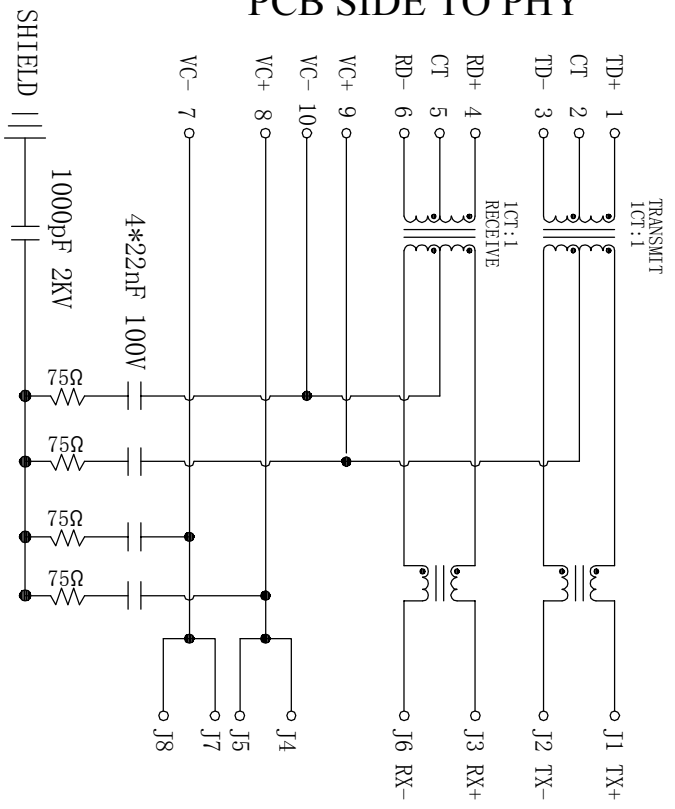 PCB SIDE TO PHY
TD+ 1
CT 2
TD- 3
RD+ 4
CT 5
RD- 6
VC+ 9
VC- 10
VC+ 8
VC- 7
SHIELD
TRANSMIT
1CT:1
1CT:1
RECEIVE
1000pF 2KV
4*22nF 100V
75Ω
75Ω
75Ω
75Ω
J1 TX+
J2 TX-
J3 RX+
J6 RX-
J4
J5
J7
J8